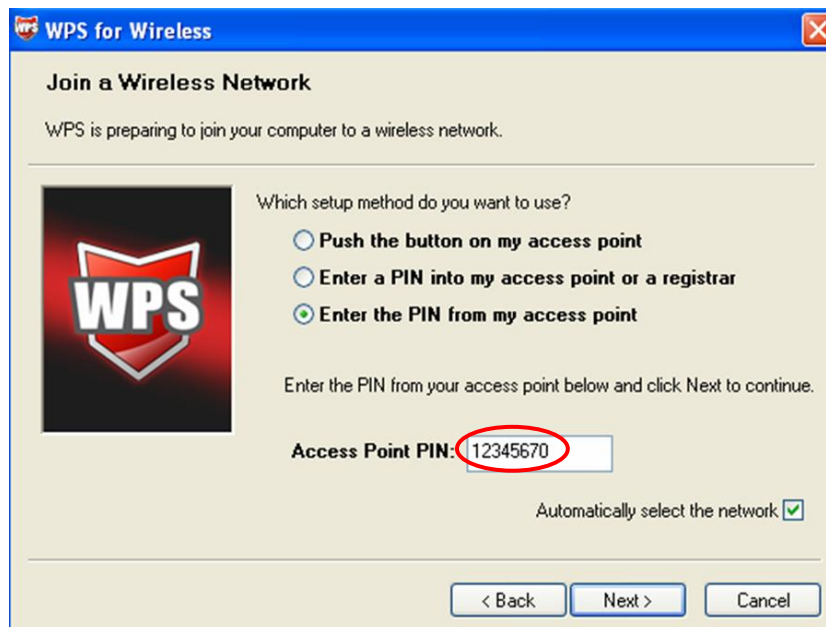 WPS for Wireless
Join a Wireless Network
WPS is preparing to join your computer to a wireless network.
Which setup method do you want to use?
Push the button on my access point
Enter a PIN into my access point or a registrar
Enter the PIN from my access point
WPS
Enter the PIN from your access point below and click Next to continue.
Access Point PIN: 12345670
Automatically select the network
< Back Next > Cancel